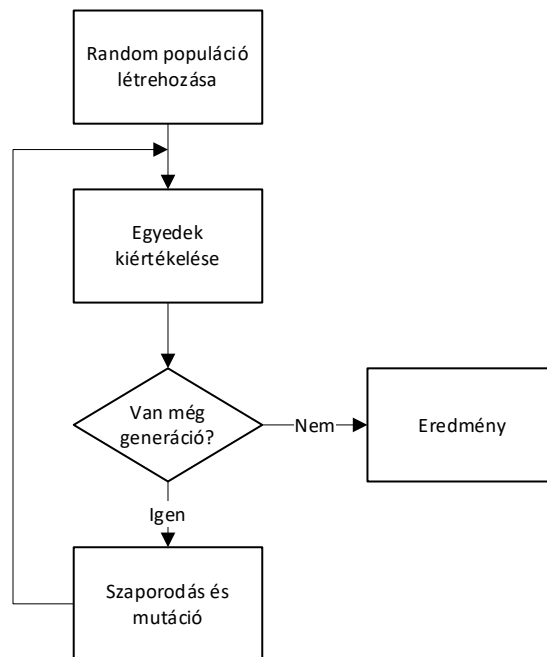 Random populáció
létrehozása
Egyedek
kiértékelése
Van még
generáció?
Nem
Eredmény
Igen
Szaporodás és
mutáció